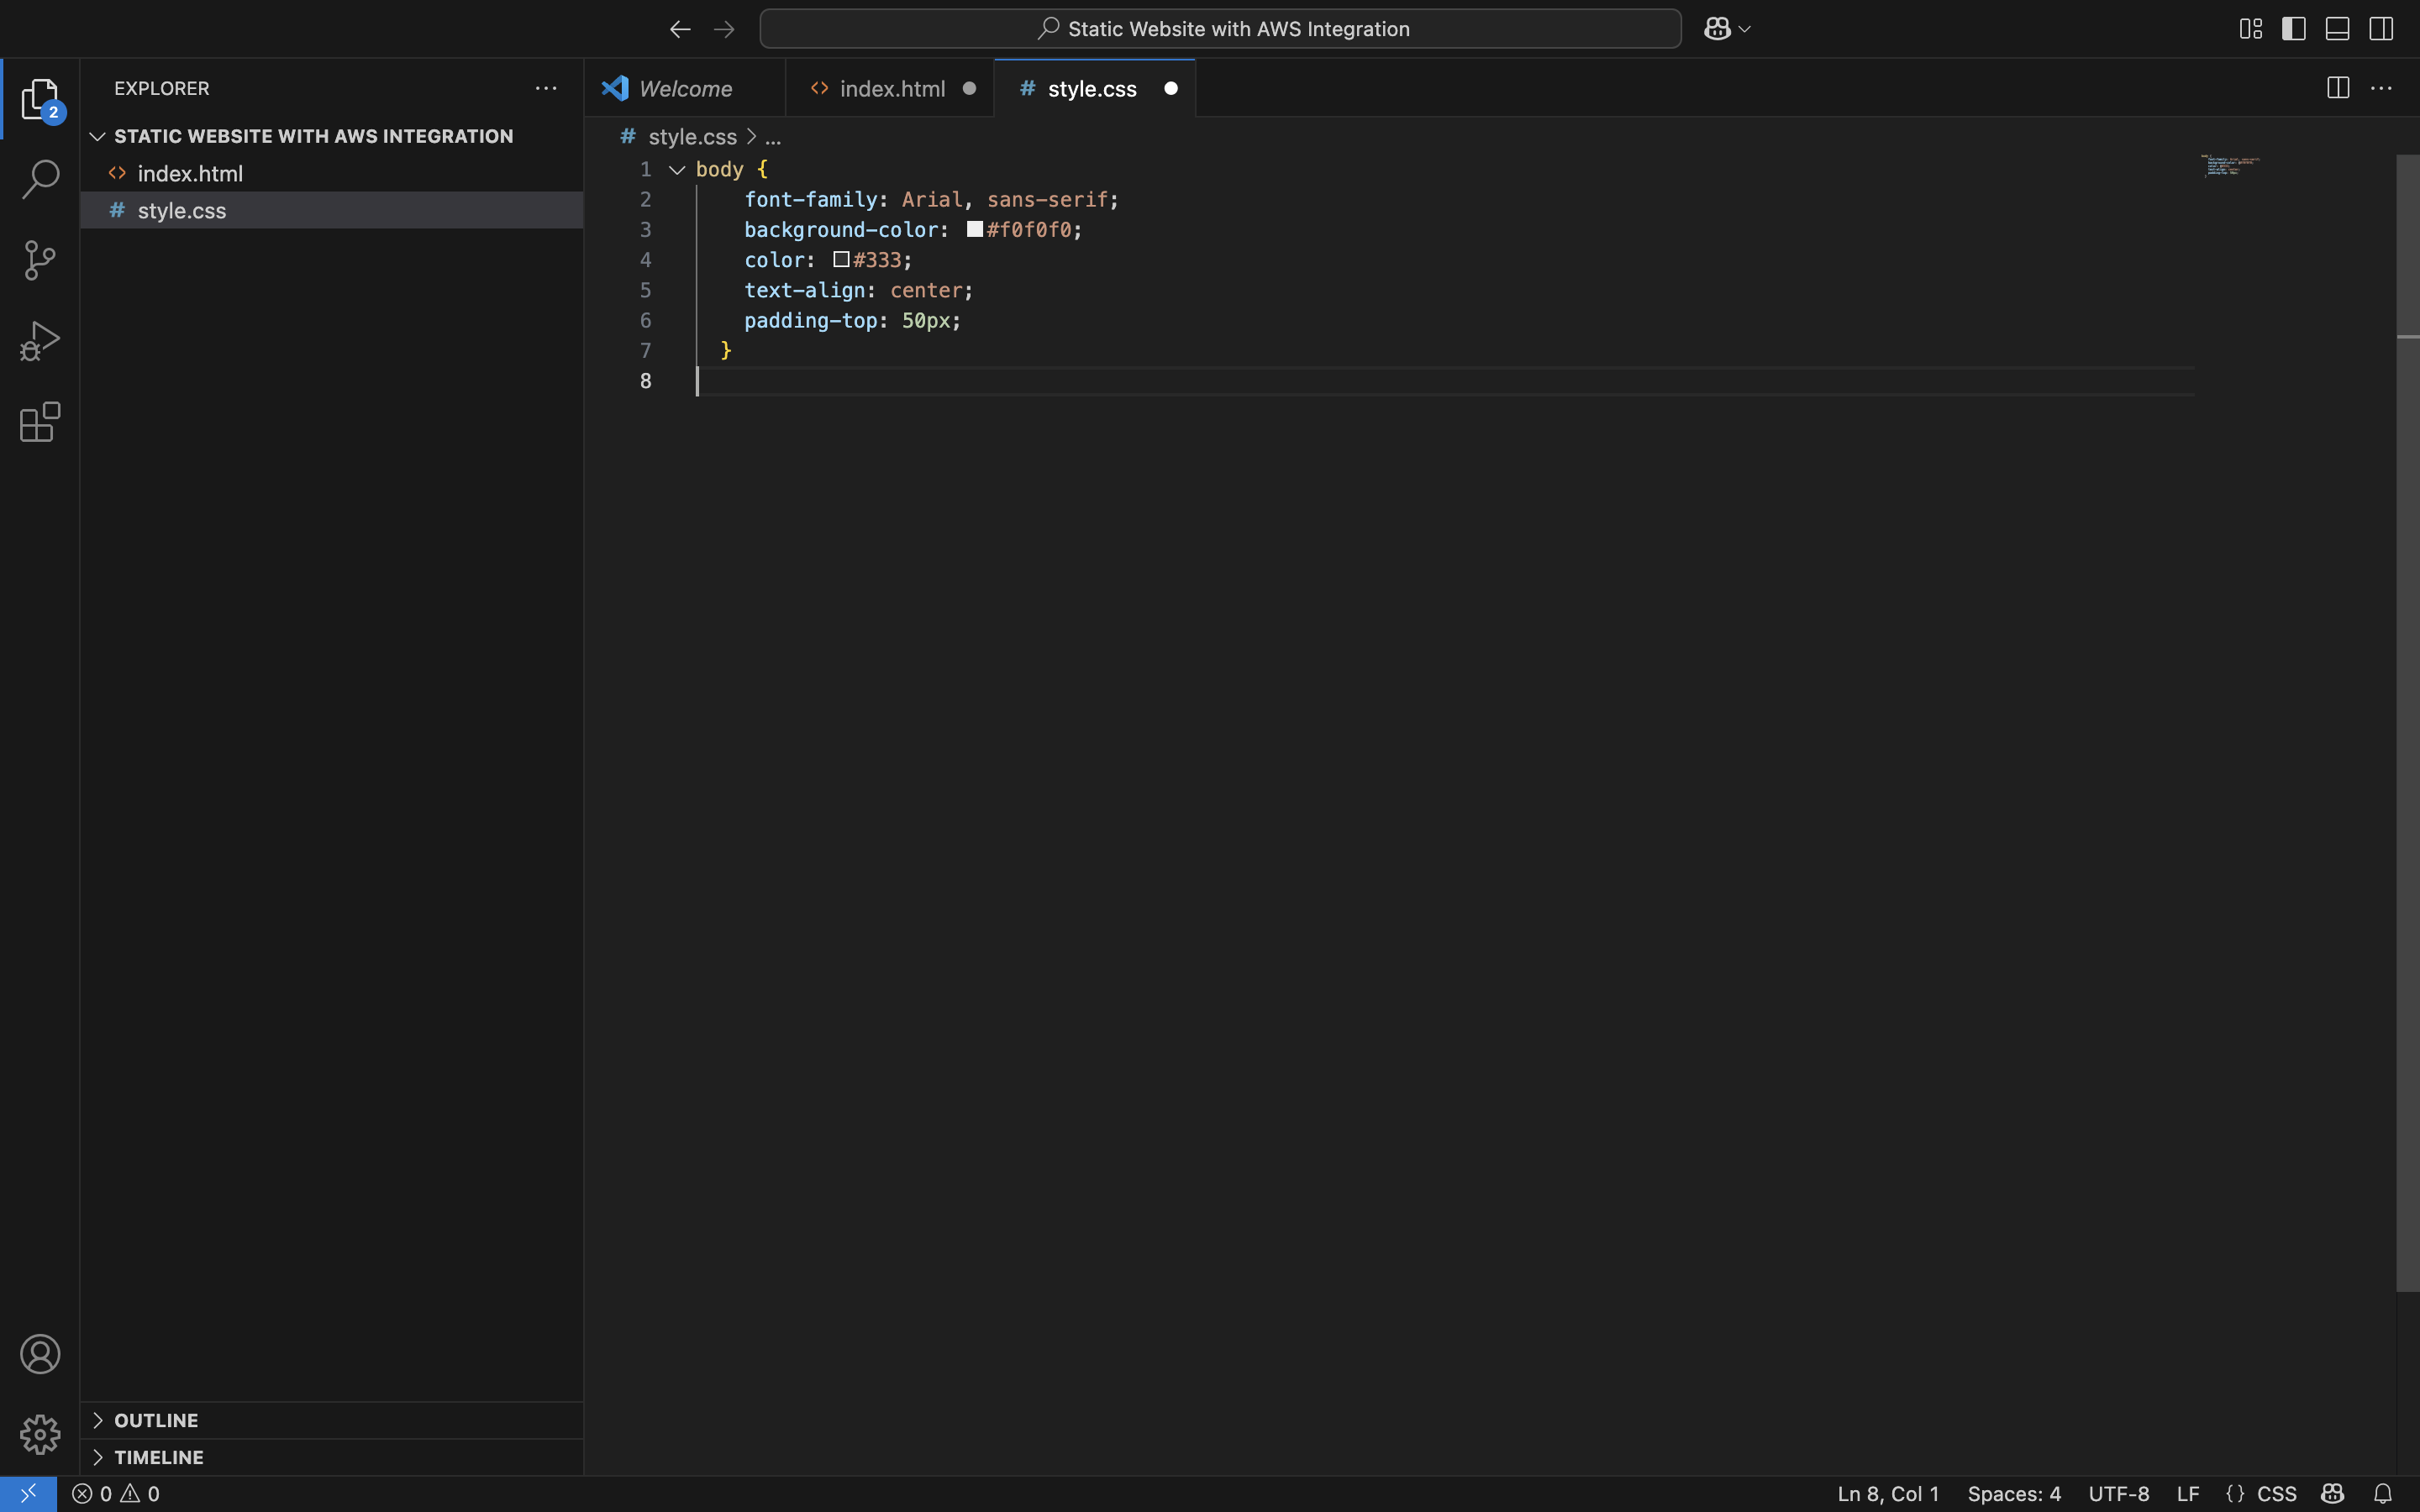 Static Website with AWS Integration
2
EXPLORER
STATIC WEBSITE WITH AWS INTEGRATION
index.html
# style.css
Welcome
index.html
# style.css
# style.css > ...
1 body {
2 font-family: Arial, sans-serif;
3 background-color: #f0f0f0;
4 color: #333;
5 text-align: center;
6 padding-top: 50px;
7 }
8
OUTLINE
TIMELINE
0 0
Ln 8, Col 1 Spaces: 4 UTF-8 LF {} CSS